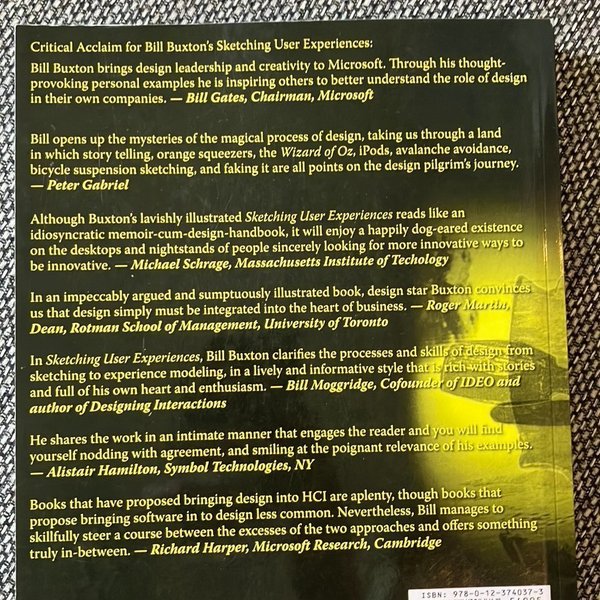 Critical Acclaim for Bill Buxton's Sketching User Experiences:
Bill Buxton brings design leadership and creativity to Microsoft. Through his thought-
provoking personal examples he is inspiring others to better understand the role of design
in their own companies. — Bill Gates, Chairman, Microsoft
Bill opens up the mysteries of the magical process of design, taking us through a land
in which story telling, orange squeezers, the Wizard of Oz, iPods, avalanche avoidance,
bicycle suspension sketching, and faking it are all points on the design pilgrim's journey.
— Peter Gabriel
Although Buxton's lavishly illustrated Sketching User Experiences reads like an
idiosyncratic memoir-cum-design-handbook, it will enjoy a happily dog-eared existence
on the desktops and nightstands of people sincerely looking for more innovative ways to
be innovative. — Michael Schrage, Massachusetts Institute of Techology
In an impeccably argued and sumptuously illustrated book, design star Buxton convinces
us that design simply must be integrated into the heart of business. — Roger Martin,
Dean, Rotman School of Management, University of Toronto
In Sketching User Experiences, Bill Buxton clarifies the processes and skills of design from
sketching to experience modeling, in a lively and informative style that is rich with stories
and full of his own heart and enthusiasm. — Bill Moggridge, Cofounder of IDEO and
author of Designing Interactions
He shares the work in an intimate manner that engages the reader and you will find
yourself nodding with agreement, and smiling at the poignant relevance of his examples.
— Alistair Hamilton, Symbol Technologies, NY
Books that have proposed bringing design into HCI are aplenty, though books that
propose bringing software in to design less common. Nevertheless, Bill manages to
skillfully steer a course between the excesses of the two approaches and offers something
truly in-between. — Richard Harper, Microsoft Research, Cambridge
ISBN: 978-0-12-374037-3